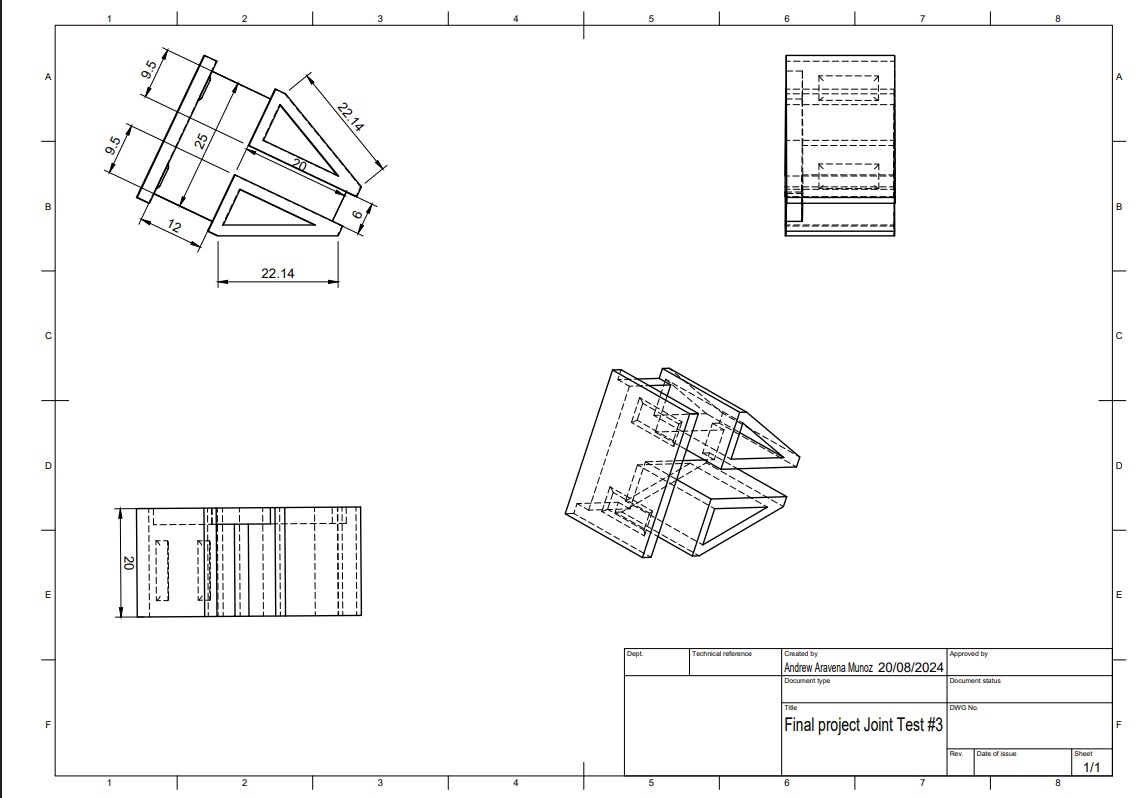 1 2 3 4 5 6 7 8
A A
9.5
22.14
9.5
25
20
B B
6
12
22.14
C C
D D
20
E E
Dept. Technical reference Created by Approved by
Andrew Aravena Munoz 20/08/2024
Document type Document status
Title DWG No.
Final project Joint Test #3
F F
Rev. Date of issue Sheet
1/1
1 2 3 4 5 6 7 8